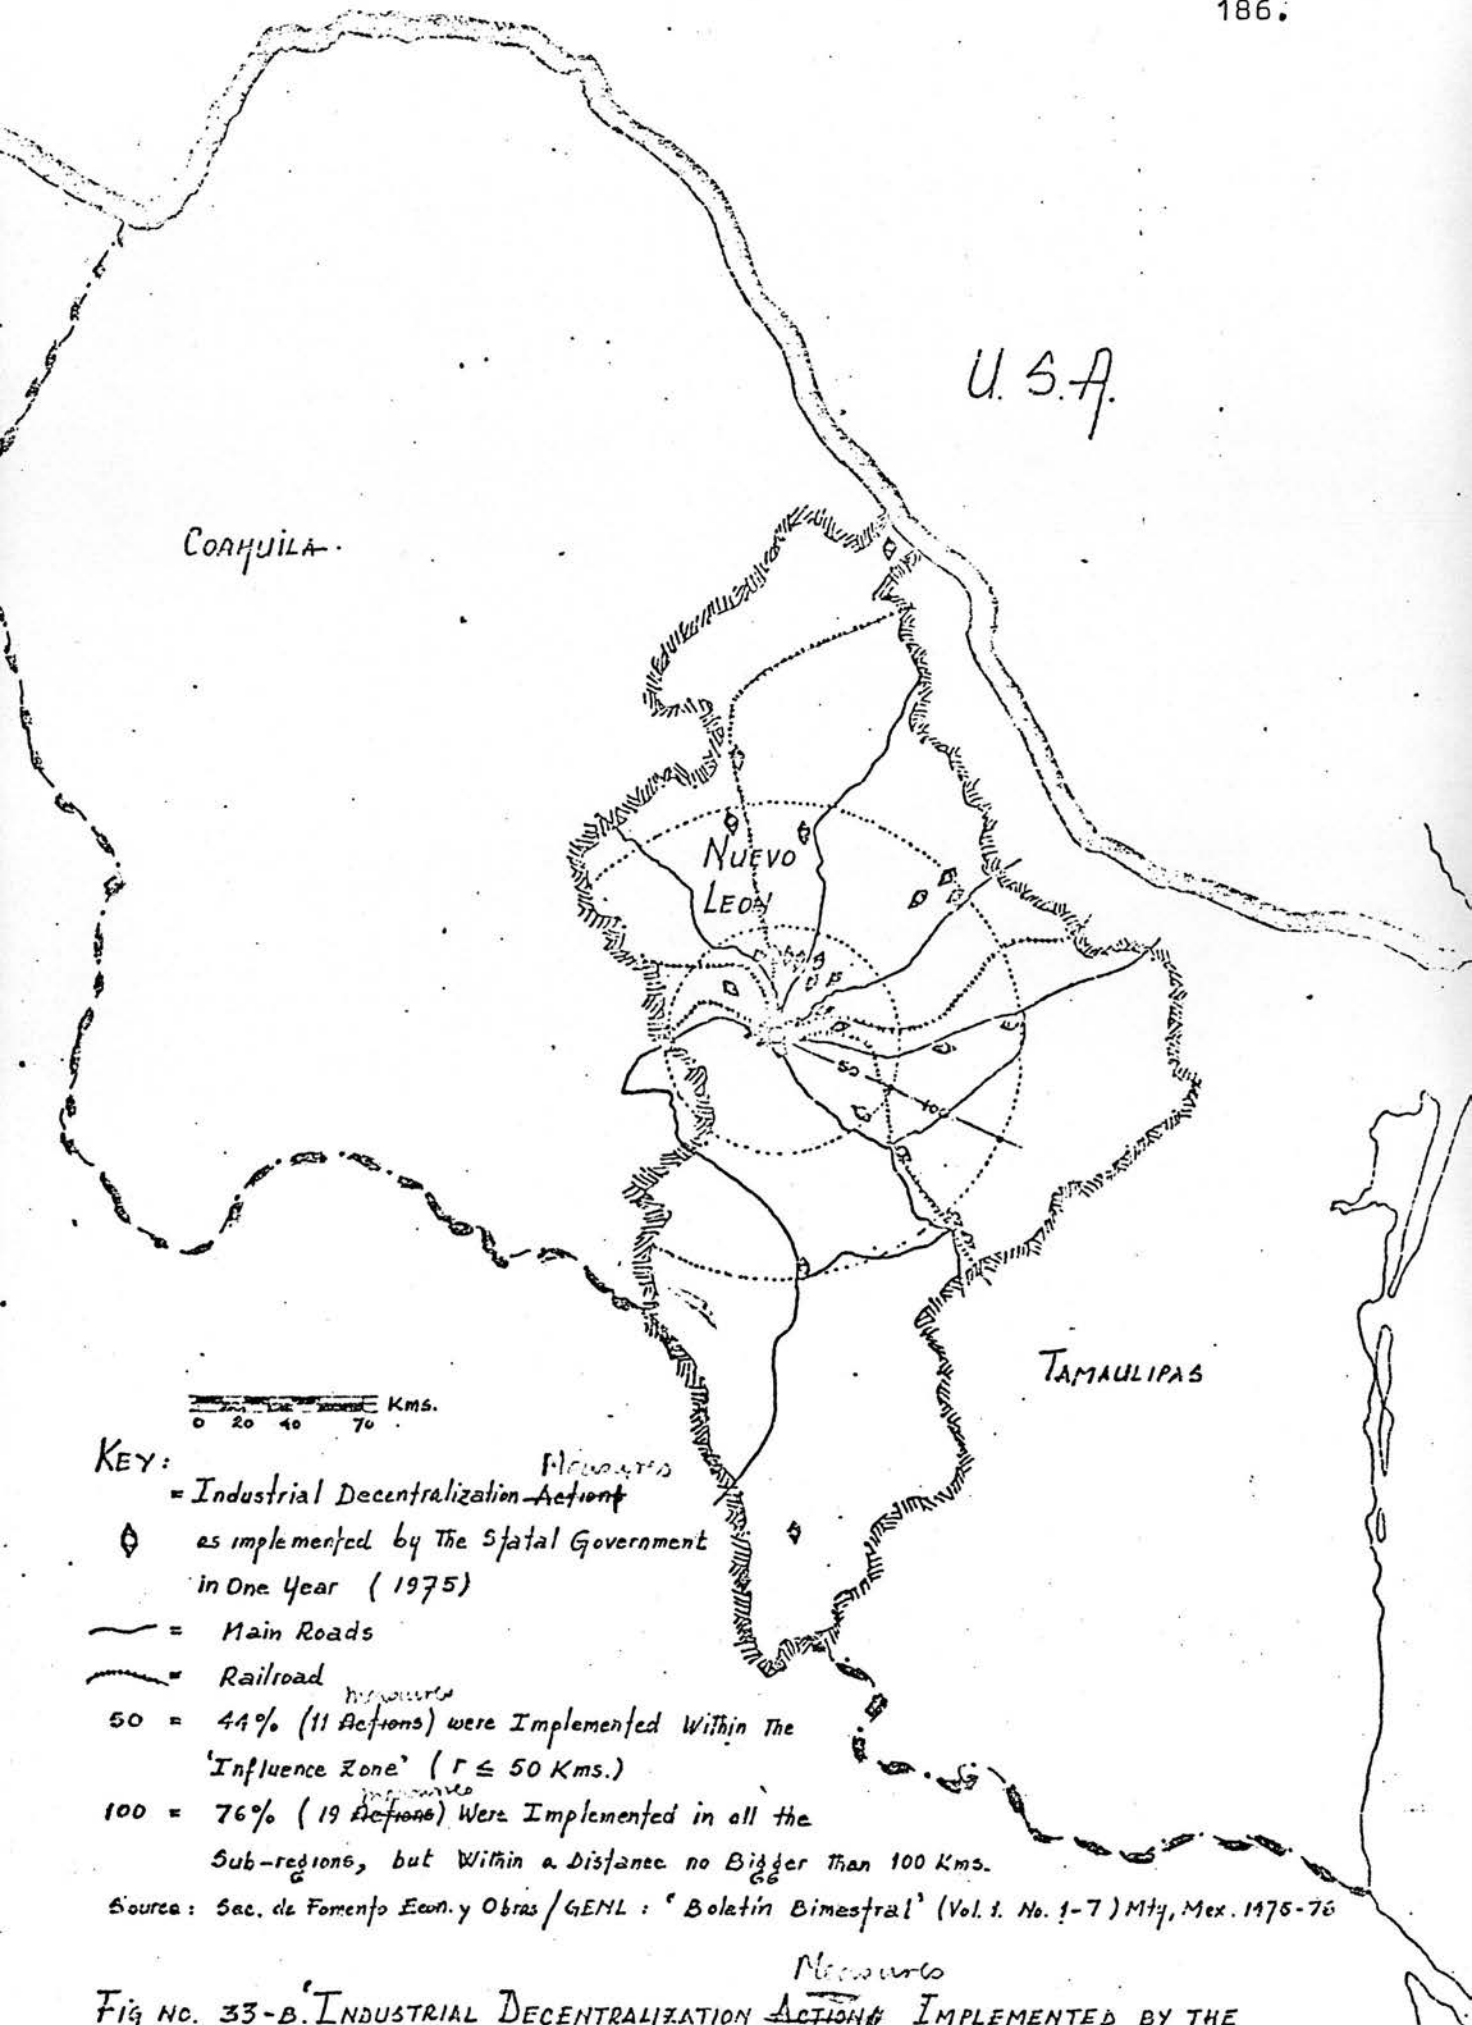 186.
U.S.A.
COAHUILA.
NUEVO
LEON
50
100
TAMAULIPAS
Kms.
0 20 40 70
KEY:
Measures
= Industrial Decentralization Actions
as implemented by The Statal Government
in One Year (1975)
= Main Roads
= Railroad
measures
50 = 44% (11 Actions) were Implemented Within The
'Influence Zone' (r ≤ 50 Kms.)
measures
100 = 76% (19 Actions) Were Implemented in all the
Sub-regions, but Within a Distance no Bigger Than 100 Kms.
Source: Sec. de Fomento Econ. y Obras / GENL : 'Boletín Bimestral' (Vol. 1. No. 1-7) Mty, Mex. 1975-76
Measures
Fig NO. 33-B. 'INDUSTRIAL DECENTRALIZATION ACTIONS IMPLEMENTED BY THE